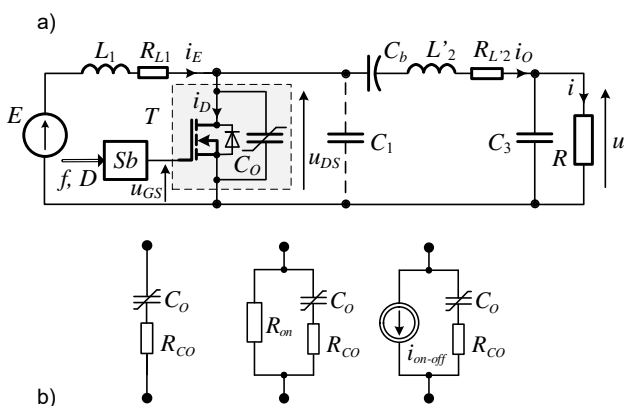 a)
L1 RL1 iE Cb L'2 RL'2 iO
E T iD uDS C1 C3 i R u
Sb CO
f, D uGS
CO Ron CO CO
RCO RCO ion-off RCO
b)